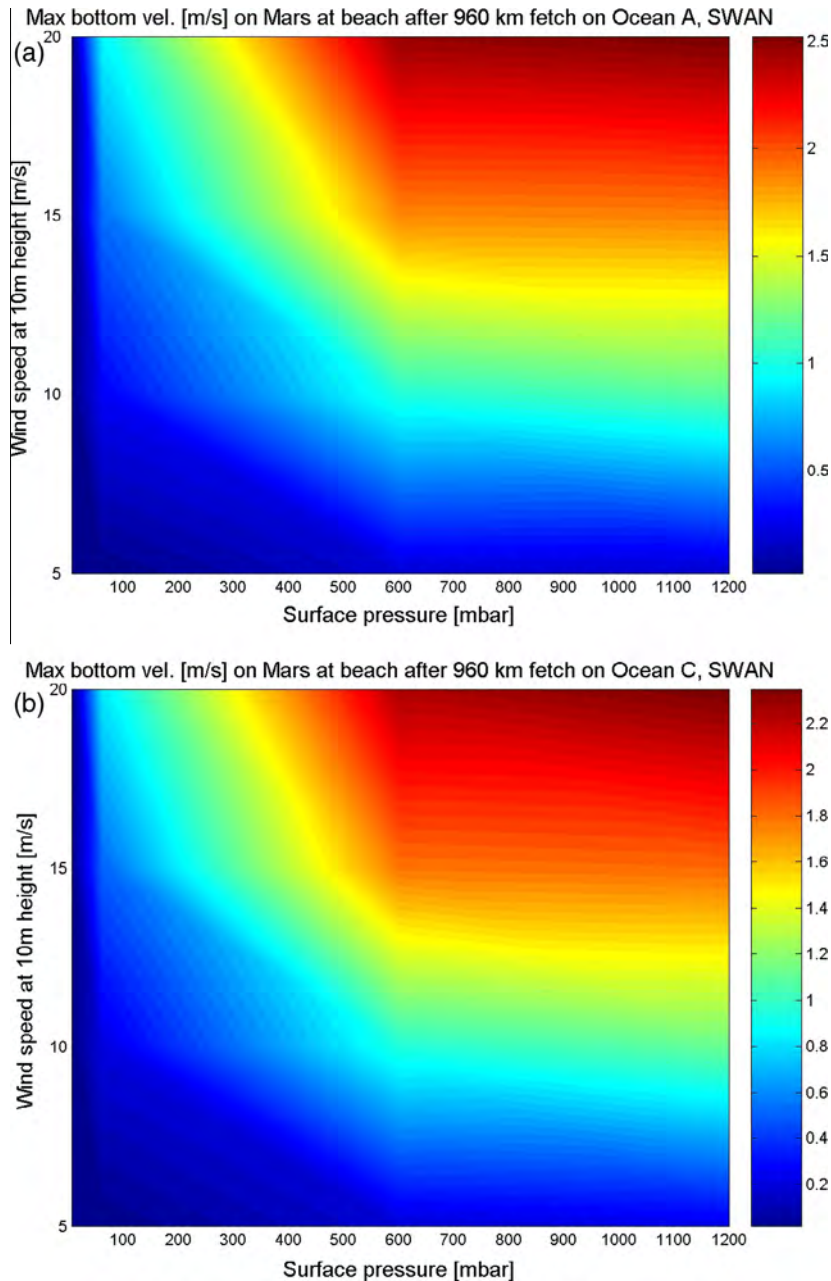 Max bottom vel. [m/s] on Mars at beach after 960 km fetch on Ocean A, SWAN
(a)
20
15
10
5
Wind speed at 10m height [m/s]
100 200 300 400 500 600 700 800 900 1000 1100 1200
Surface pressure [mbar]
2.5
2
1.5
1
0.5
Max bottom vel. [m/s] on Mars at beach after 960 km fetch on Ocean C, SWAN
(b)
20
15
10
5
Wind speed at 10m height [m/s]
100 200 300 400 500 600 700 800 900 1000 1100 1200
Surface pressure [mbar]
2.2
2
1.8
1.6
1.4
1.2
1
0.8
0.6
0.4
0.2